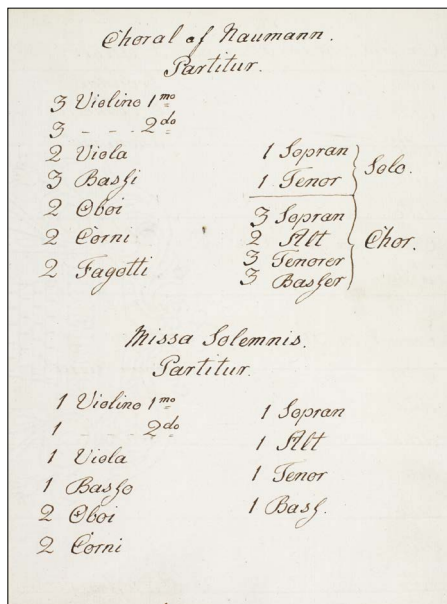 Choral of Naumann.
Partitur.
3 Violino 1mo
3 - - - - 2do
2 Viola
3 Basſi
2 Oboi
2 Corni
2 Fagotti
1 Sopran
1 Tenor
Solo.
3 Sopran
2 Alt
3 Tenorer
3 Basſer
Chor.
Missa Solemnis.
Partitur.
1 Violino 1mo
1 - - - - 2do
1 Viola
1 Basſo
2 Oboi
2 Corni
1 Sopran
1 Alt
1 Tenor
1 Basſ.